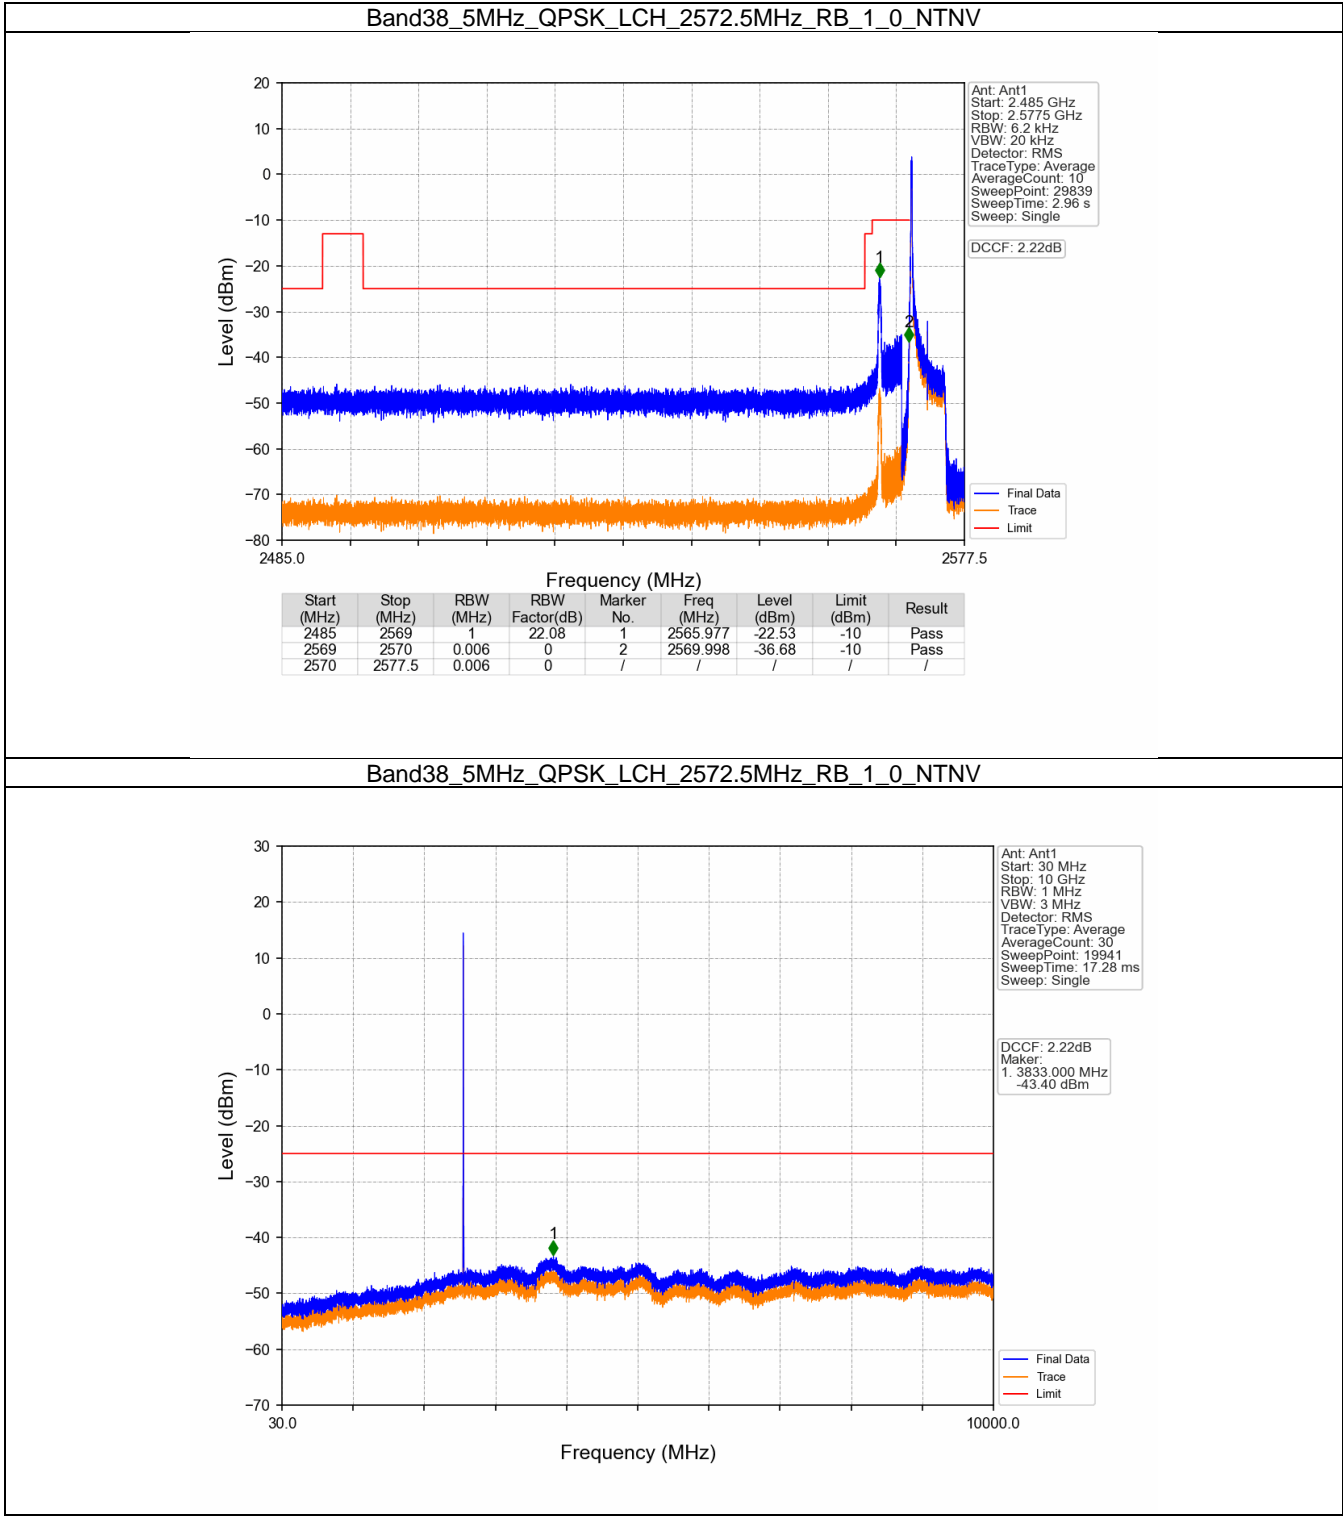 Band38_5MHz_QPSK_LCH_2572.5MHz_RB_1_0_NTNV
20
10
0
−10
−20
−30
−40
−50
−60
−70
−80
Level (dBm)
1
2
2485.0
2577.5
Frequency (MHz)
Ant: Ant1
Start: 2.485 GHz
Stop: 2.5775 GHz
RBW: 6.2 kHz
VBW: 20 kHz
Detector: RMS
TraceType: Average
AverageCount: 10
SweepPoint: 29839
SweepTime: 2.96 s
Sweep: Single
DCCF: 2.22dB
Final Data
Trace
Limit
Start (MHz) Stop (MHz) RBW (MHz) RBW Factor(dB) Marker No. Freq (MHz) Level (dBm) Limit (dBm) Result
2485 2569 1 22.08 1 2565.977 -22.53 -10 Pass
2569 2570 0.006 0 2 2569.998 -36.68 -10 Pass
2570 2577.5 0.006 0 / / / / /
Band38_5MHz_QPSK_LCH_2572.5MHz_RB_1_0_NTNV
30
20
10
0
−10
−20
−30
−40
−50
−60
−70
Level (dBm)
1
30.0
10000.0
Frequency (MHz)
Ant: Ant1
Start: 30 MHz
Stop: 10 GHz
RBW: 1 MHz
VBW: 3 MHz
Detector: RMS
TraceType: Average
AverageCount: 30
SweepPoint: 19941
SweepTime: 17.28 ms
Sweep: Single
DCCF: 2.22dB
Maker:
1. 3833.000 MHz
-43.40 dBm
Final Data
Trace
Limit